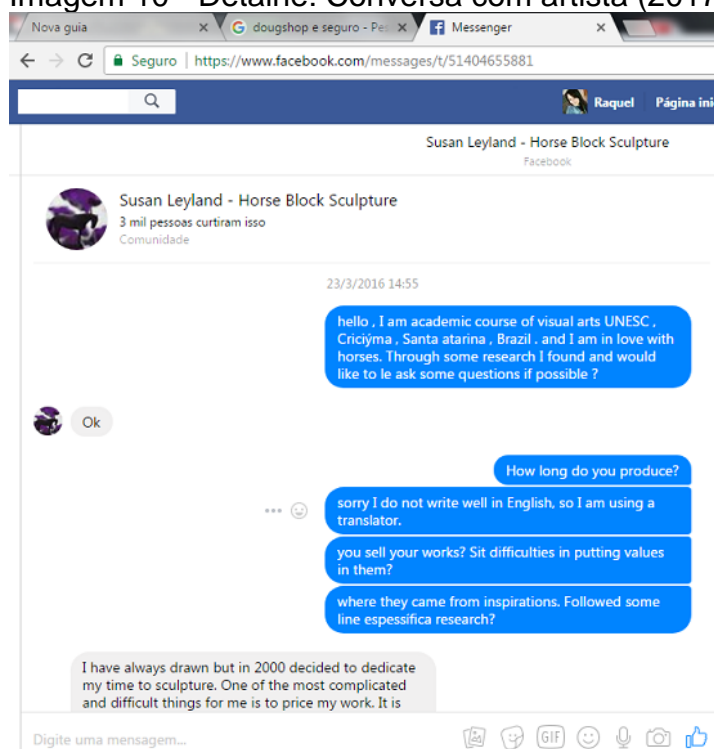 Imagem 10 - Detalhe: Conversa com artista (2017
Nova guia
dougshop e seguro - Pes
Messenger
Seguro | https://www.facebook.com/messages/t/51404655881
Raquel Página ini
Susan Leyland - Horse Block Sculpture
Facebook
Susan Leyland - Horse Block Sculpture
3 mil pessoas curtiram isso
Comunidade
23/3/2016 14:55
hello , I am academic course of visual arts UNESC ,
Criciýma , Santa atarina , Brazil . and I am in love with
horses. Through some research I found and would
like to le ask some questions if possible ?
Ok
How long do you produce?
sorry I do not write well in English, so I am using a
translator.
you sell your works? Sit difficulties in putting values
in them?
where they came from inspirations. Followed some
line espessífica research?
I have always drawn but in 2000 decided to dedicate
my time to sculpture. One of the most complicated
and difficult things for me is to price my work. It is
Digite uma mensagem...
GIF